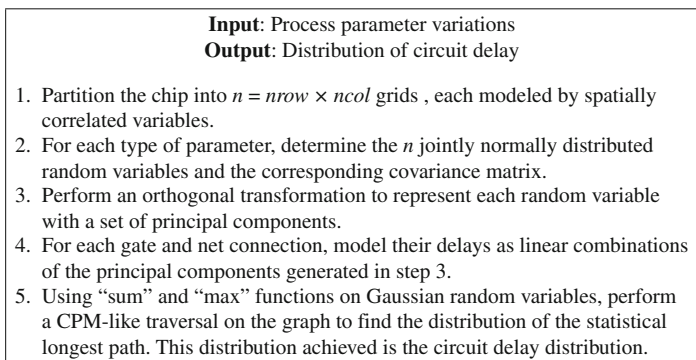 Input: Process parameter variations
Output: Distribution of circuit delay
1. Partition the chip into n = nrow × ncol grids , each modeled by spatially
correlated variables.
2. For each type of parameter, determine the n jointly normally distributed
random variables and the corresponding covariance matrix.
3. Perform an orthogonal transformation to represent each random variable
with a set of principal components.
4. For each gate and net connection, model their delays as linear combinations
of the principal components generated in step 3.
5. Using “sum” and “max” functions on Gaussian random variables, perform
a CPM-like traversal on the graph to find the distribution of the statistical
longest path. This distribution achieved is the circuit delay distribution.